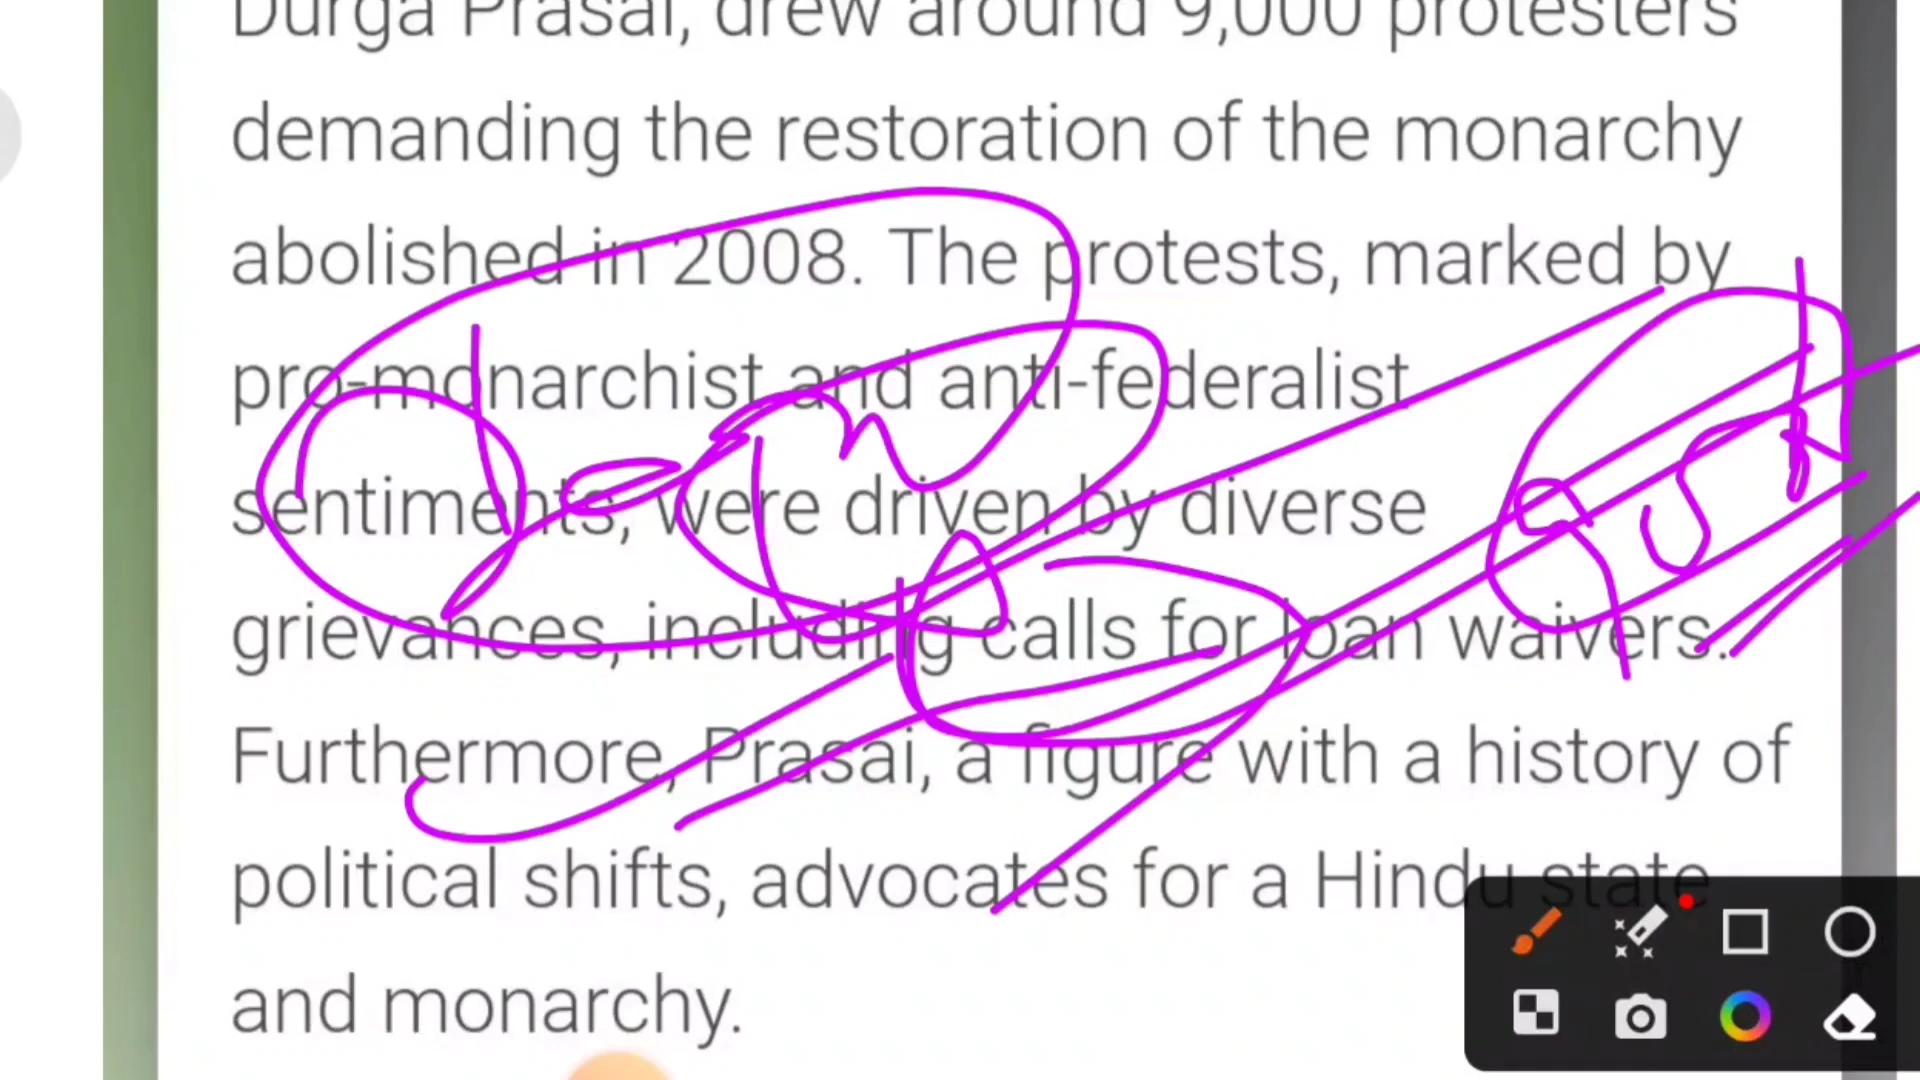 Durga Prasai, drew around 9,000 protesters
demanding the restoration of the monarchy
abolished in 2008. The protests, marked by
pro-monarchist and anti-federalist
sentiments, were driven by diverse
grievances, including calls for loan waivers.
Furthermore, Prasai, a figure with a history of
political shifts, advocates for a Hindu state
and monarchy.